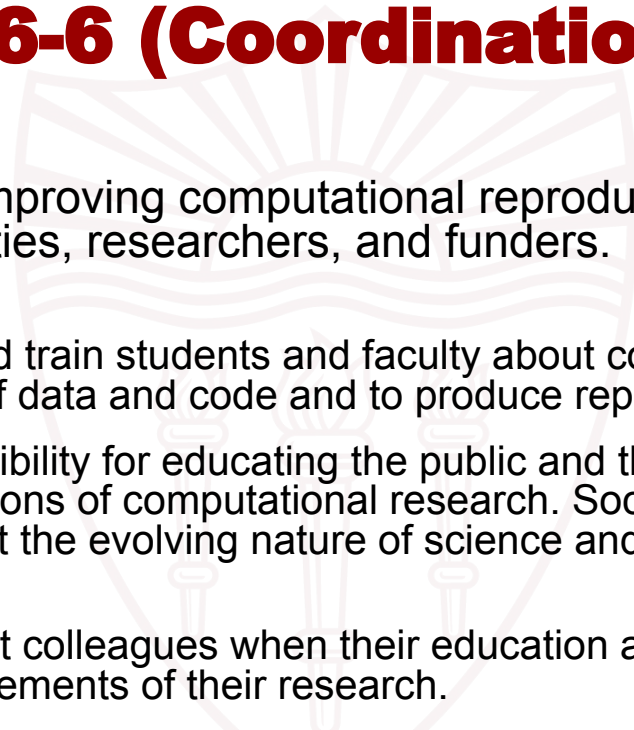 6-6 (Coordinatio
mproving computational reprodu
ties, researchers, and funders.
d train students and faculty about co
f data and code and to produce rep
ibility for educating the public and th
ons of computational research. Soc
t the evolving nature of science and
t colleagues when their education a
ements of their research.